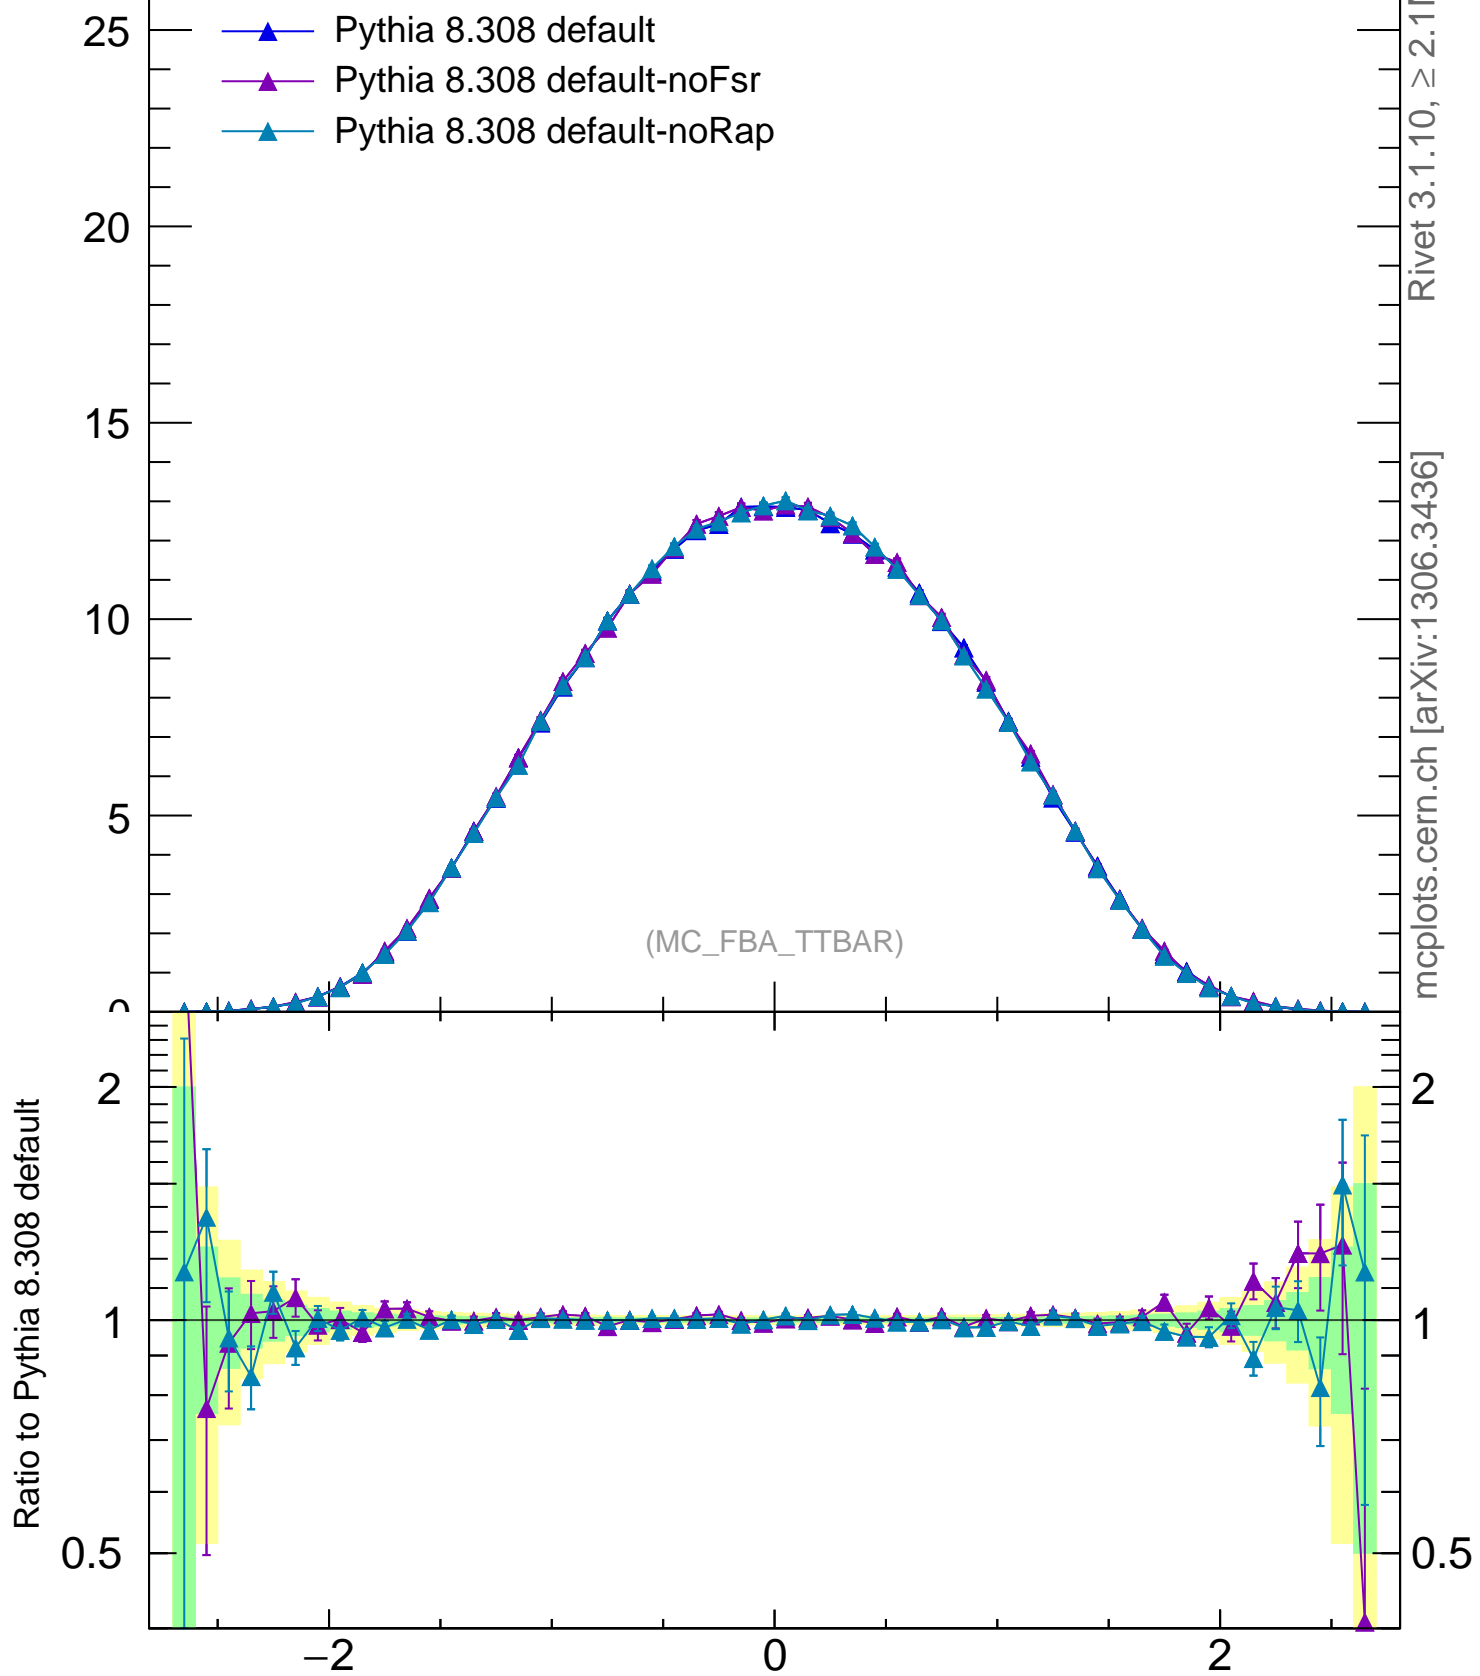 25
Pythia 8.308 default
Pythia 8.308 default-noFsr
Pythia 8.308 default-noRap
20
15
10
5
0
(MC_FBA_TTBAR)
Rivet 3.1.10, ≥
mcplots.cern.ch [arXiv:1306.3436]
Ratio to Pythia 8.308 default
2
1
0.5
2
1
0.5
−2
0
2